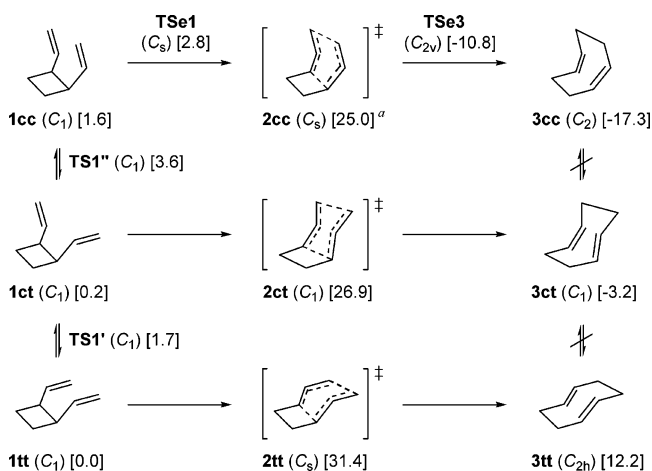 TSe1 TSe3
(Cs) [2.8] ‡ (C2v) [-10.8]
1cc (C1) [1.6] 2cc (Cs) [25.0] a 3cc (C2) [-17.3]
TS1'' (C1) [3.6]
‡
1ct (C1) [0.2] 2ct (C1) [26.9] 3ct (C1) [-3.2]
TS1' (C1) [1.7]
‡
1tt (C1) [0.0] 2tt (Cs) [31.4] 3tt (C2h) [12.2]